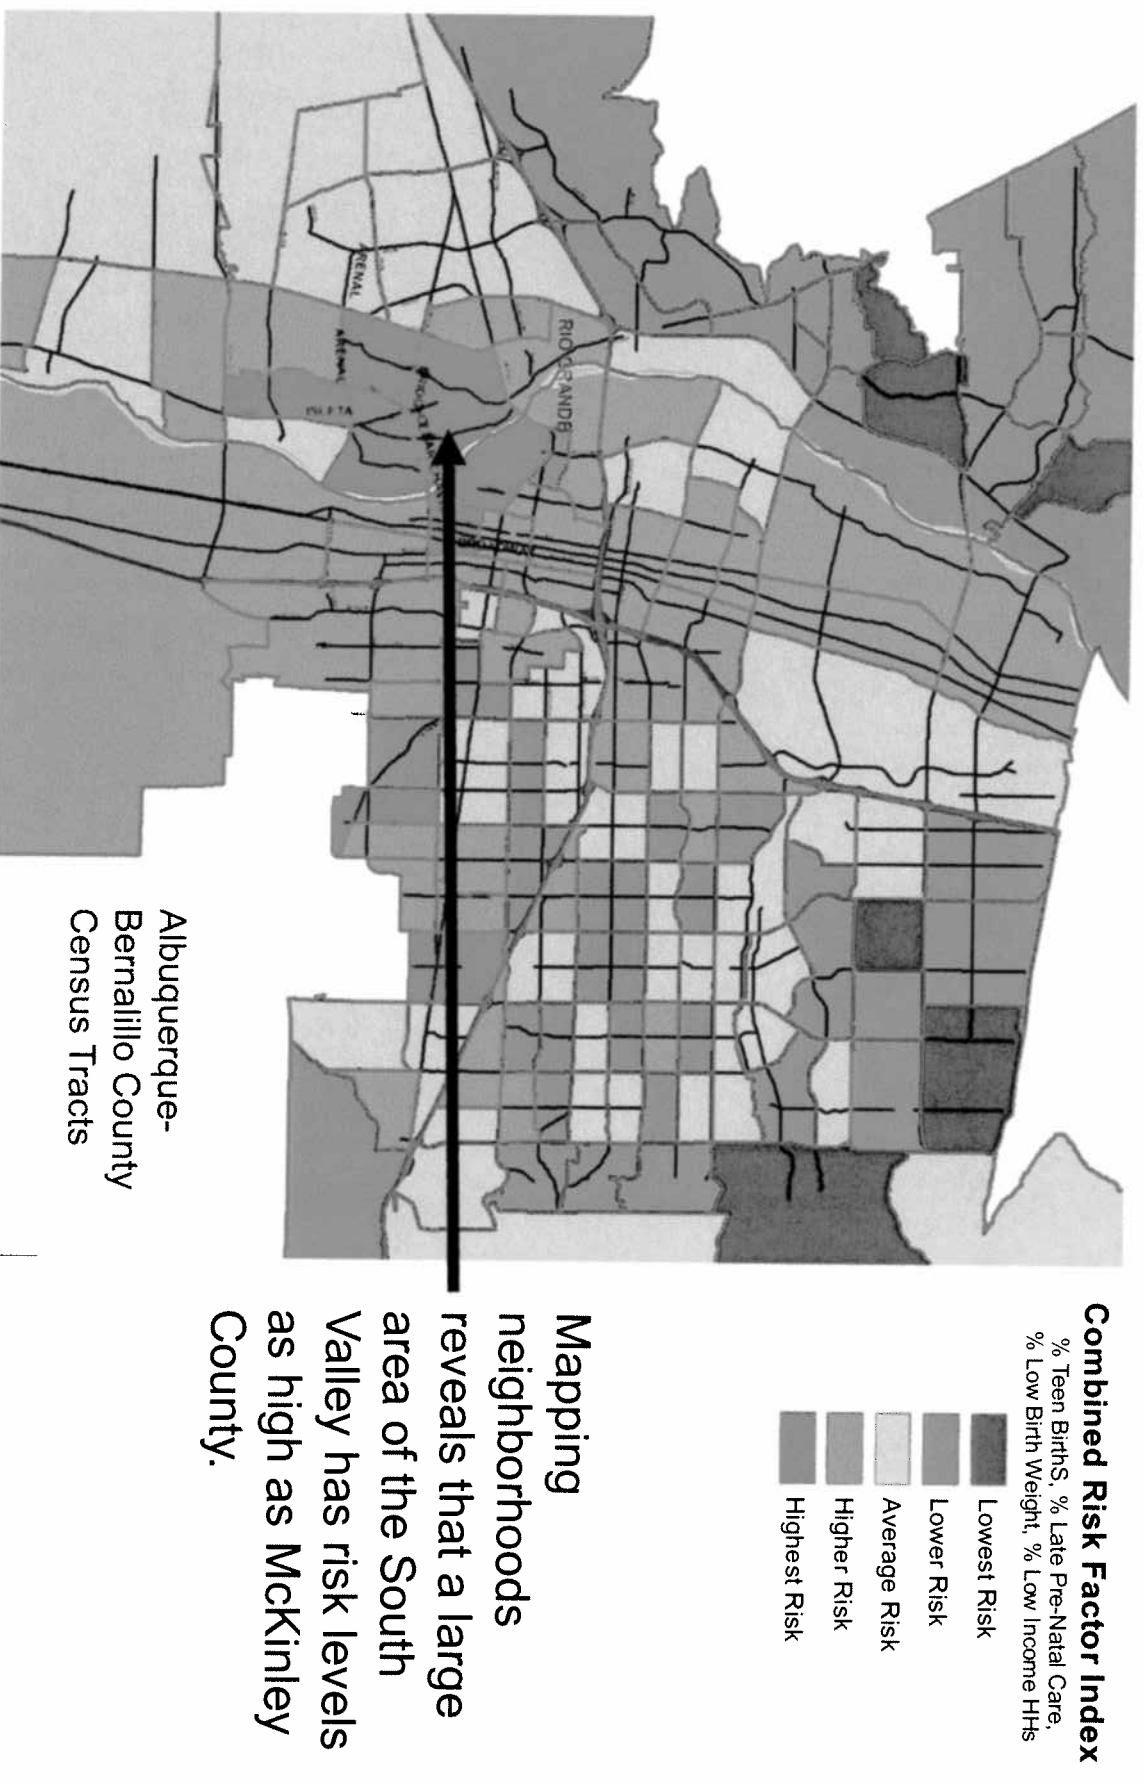 Combined Risk Factor Index
% Teen BirthS, % Late Pre-Natal Care,
% Low Birth Weight, % Low Income HHs
Lowest Risk
Lower Risk
Average Risk
Higher Risk
Highest Risk
Mapping
neighborhoods
reveals that a large
area of the South
Valley has risk levels
as high as McKinley
County.
Albuquerque-
Bernalillo County
Census Tracts
RIO GRANDE
ARENAL
ARENAL
ISLETA